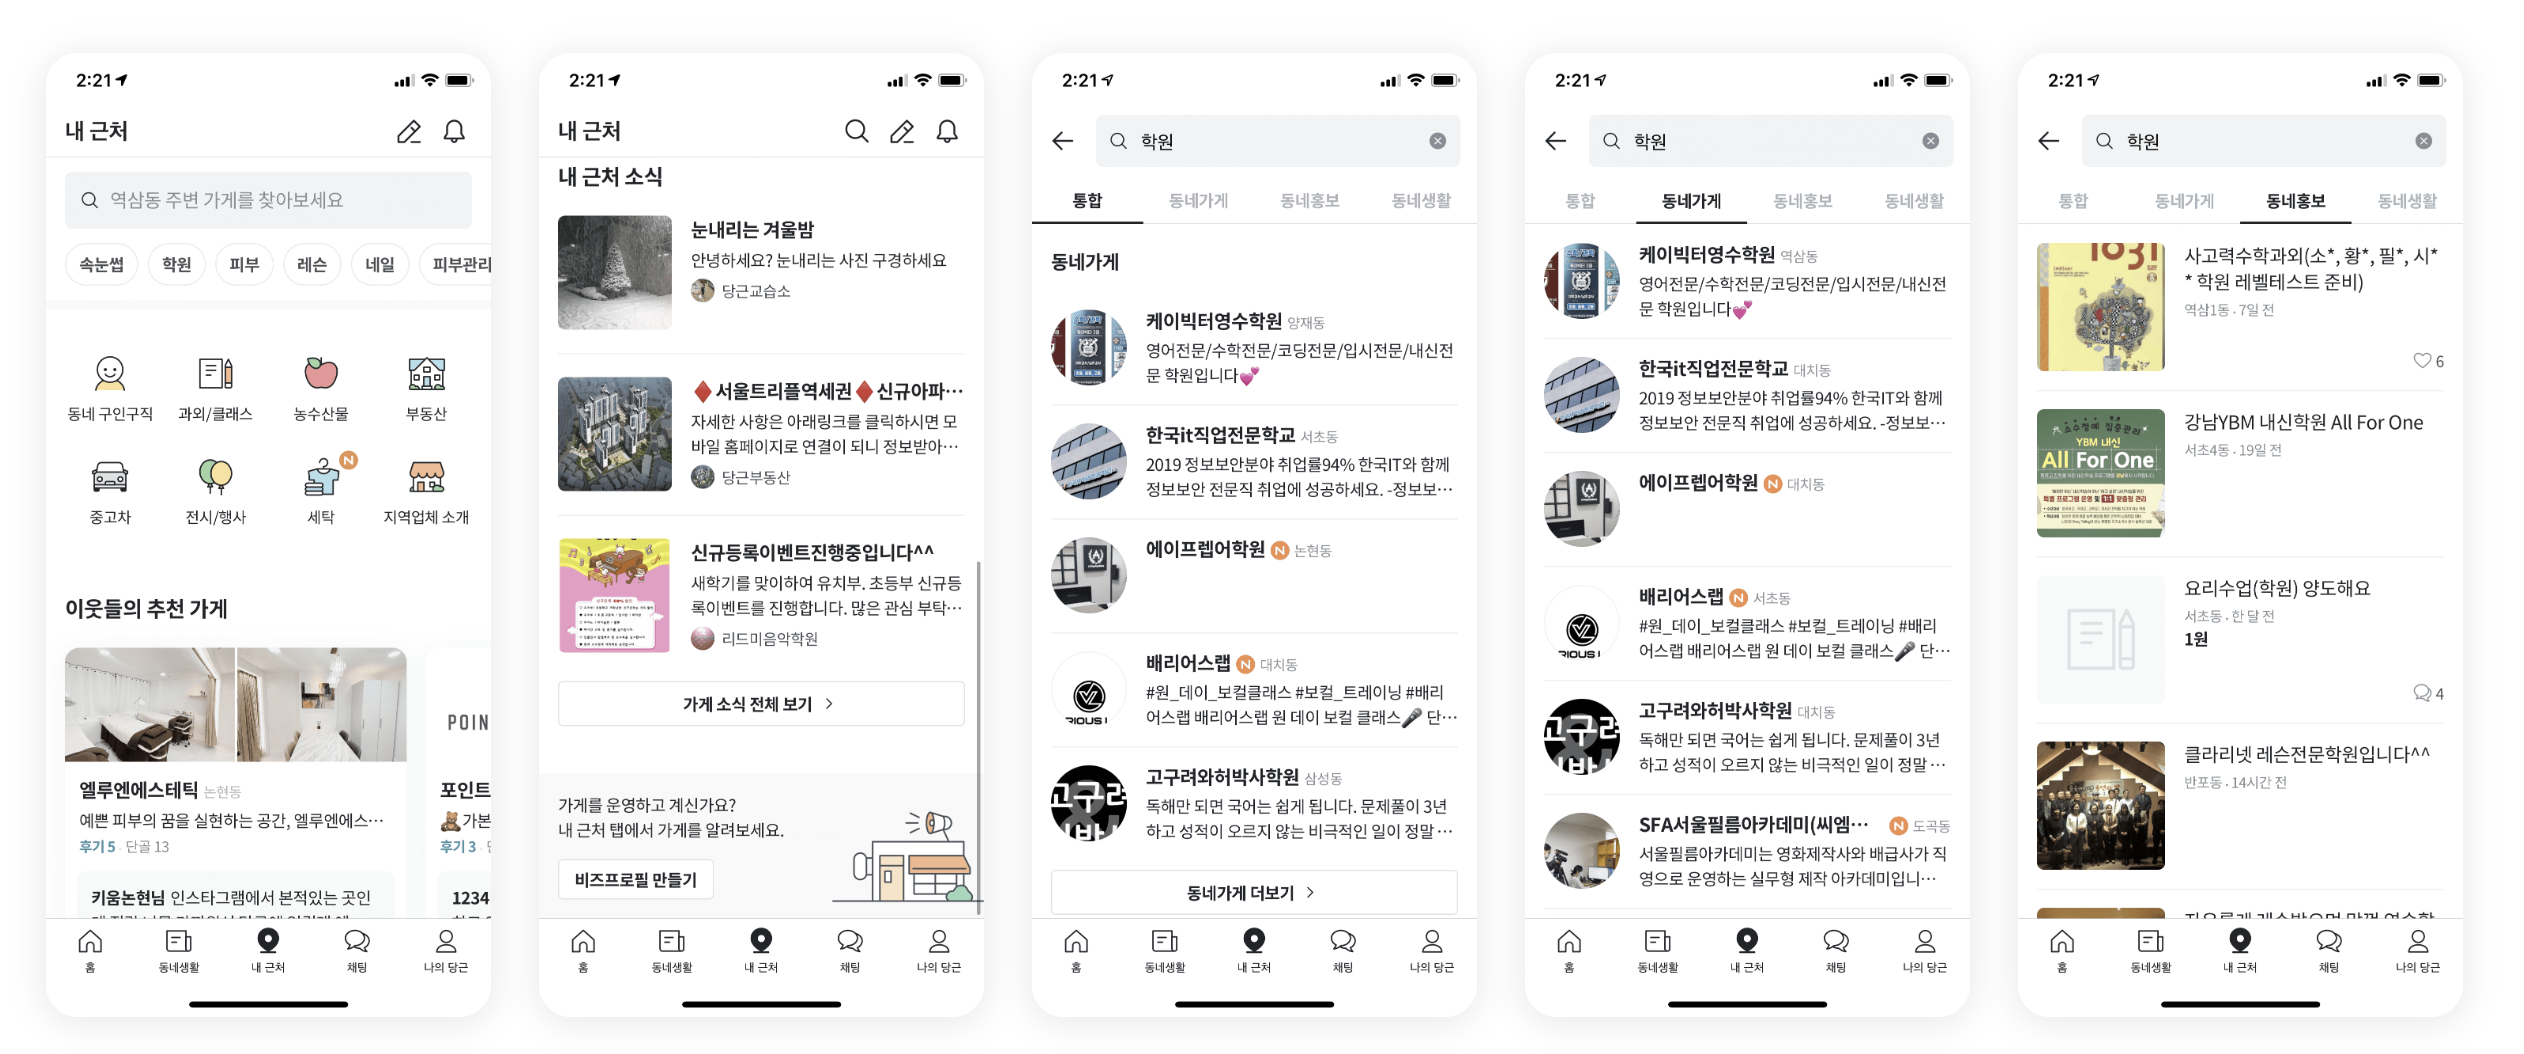 2:21
내 근처
역삼동 주변 가게를 찾아보세요
속눈썹 학원 피부 레슨 네일 피부관리
동네 구인구직 과외/클래스 농수산물 부동산
N
중고차 전시/행사 세탁 지역업체 소개
이웃들의 추천 가게
POIN
엘루엔에스테틱 논현동
예쁜 피부의 꿈을 실현하는 공간, 엘루엔에스…
후기 5 · 단골 13
포인트
가본
후기 3 ·
키움논현님 인스타그램에서 본적있는 곳인
1234
홈 동네생활 내 근처 채팅 나의 당근
2:21
내 근처
내 근처 소식
눈내리는 겨울밤
안녕하세요? 눈내리는 사진 구경하세요
당근교습소
♦서울트리플역세권♦신규아파…
자세한 사항은 아래링크를 클릭하시면 모
바일 홈페이지로 연결이 되니 정보받아…
당근부동산
신규등록이벤트진행중입니다^^
새학기를 맞이하여 유치부. 초등부 신규등
록이벤트를 진행합니다. 많은 관심 부탁…
리드미음악학원
가게 소식 전체 보기 >
가게를 운영하고 계신가요?
내 근처 탭에서 가게를 알려보세요.
비즈프로필 만들기
홈 동네생활 내 근처 채팅 나의 당근
2:21
학원
통합 동네가게 동네홍보 동네생활
동네가게
케이빅터영수학원 양재동
영어전문/수학전문/코딩전문/입시전문/내신전
문 학원입니다💕
한국it직업전문학교 서초동
2019 정보보안분야 취업률94% 한국IT와 함께
정보보안 전문직 취업에 성공하세요. -정보보…
에이프렙어학원 N 논현동
배리어스랩 N 대치동
#원_데이_보컬클래스 #보컬_트레이닝 #배리
어스랩 배리어스랩 원 데이 보컬 클래스🎤 단…
RIOUS
고구려와허박사학원 삼성동
독해만 되면 국어는 쉽게 됩니다. 문제풀이 3년
하고 성적이 오르지 않는 비극적인 일이 정말 …
고구려
동네가게 더보기 >
홈 동네생활 내 근처 채팅 나의 당근
2:21
학원
통합 동네가게 동네홍보 동네생활
케이빅터영수학원 역삼동
영어전문/수학전문/코딩전문/입시전문/내신전
문 학원입니다💕
한국it직업전문학교 대치동
2019 정보보안분야 취업률94% 한국IT와 함께
정보보안 전문직 취업에 성공하세요. -정보보…
에이프렙어학원 N 대치동
배리어스랩 N 서초동
#원_데이_보컬클래스 #보컬_트레이닝 #배리
어스랩 배리어스랩 원 데이 보컬 클래스🎤 단…
RIOUS
고구려와허박사학원 대치동
독해만 되면 국어는 쉽게 됩니다. 문제풀이 3년
하고 성적이 오르지 않는 비극적인 일이 정말 …
고구려
SFA서울필름아카데미(씨엠… N 도곡동
서울필름아카데미는 영화제작사와 배급사가 직
영으로 운영하는 실무형 제작 아카데미입니…
홈 동네생활 내 근처 채팅 나의 당근
2:21
학원
통합 동네가게 동네홍보 동네생활
1031
사고력수학과외(소*, 황*, 필*, 시*
* 학원 레벨테스트 준비)
역삼1동 · 7일 전
6
소수정예 집중관리
YBM 내신
All For One
강남YBM 내신학원 All For One
서초4동 · 19일 전
요리수업(학원) 양도해요
서초동 · 한 달 전
1원
4
클라리넷 레슨전문학원입니다^^
반포동 · 14시간 전
홈 동네생활 내 근처 채팅 나의 당근